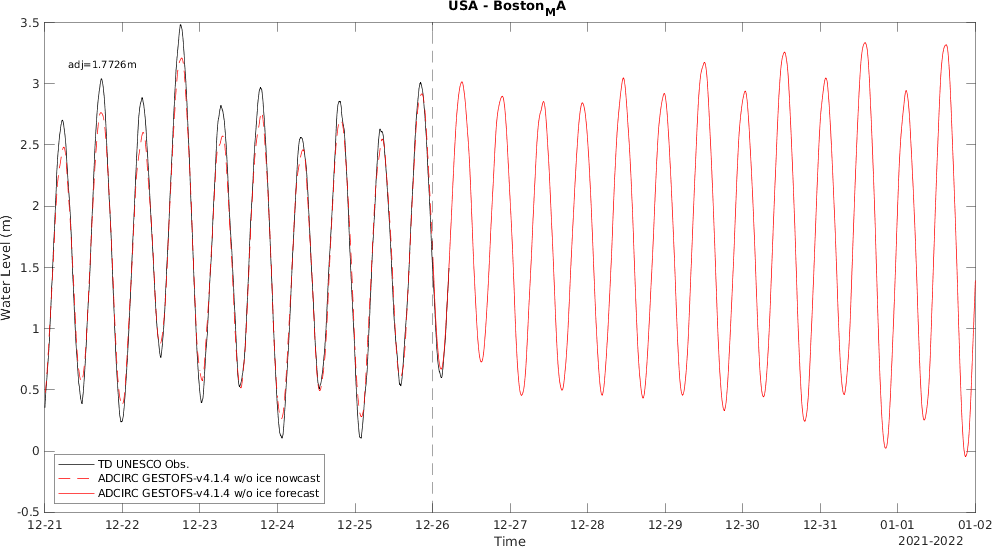 USA - Boston_MA
3.5
3
2.5
2
1.5
1
0.5
0
-0.5
Water Level (m)
adj=1.7726m
TD UNESCO Obs.
ADCIRC GESTOFS-v4.1.4 w/o ice nowcast
ADCIRC GESTOFS-v4.1.4 w/o ice forecast
12-21 12-22 12-23 12-24 12-25 12-26 12-27 12-28 12-29 12-30 12-31 01-01 01-02
Time
2021-2022